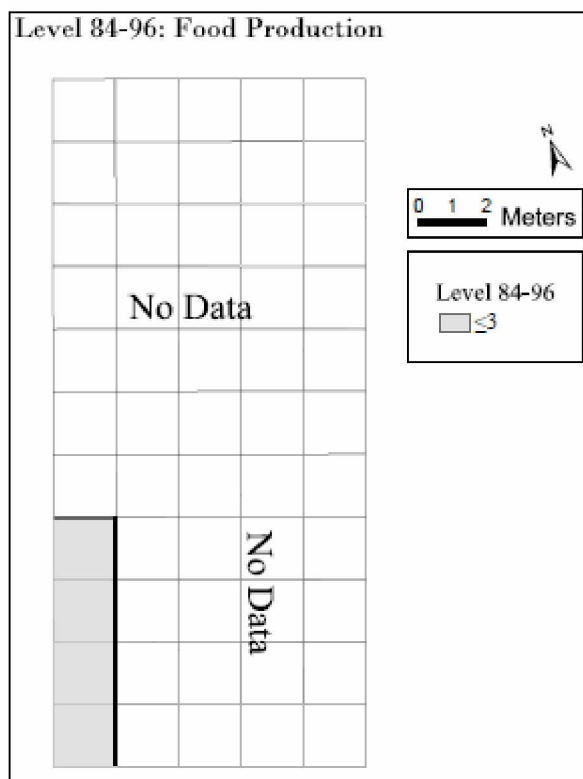 Level 84-96: Food Production
N
0 1 2 Meters
Level 84-96
≤3
No Data
No Data